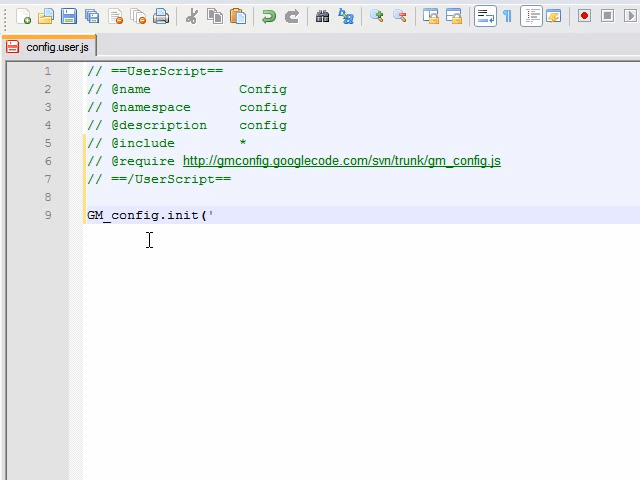 config.user.js
1 // ==UserScript==
2 // @name Config
3 // @namespace config
4 // @description config
5 // @include *
6 // @require http://gmconfig.googlecode.com/svn/trunk/gm_config.js
7 // ==/UserScript==
8
9 GM_config.init('